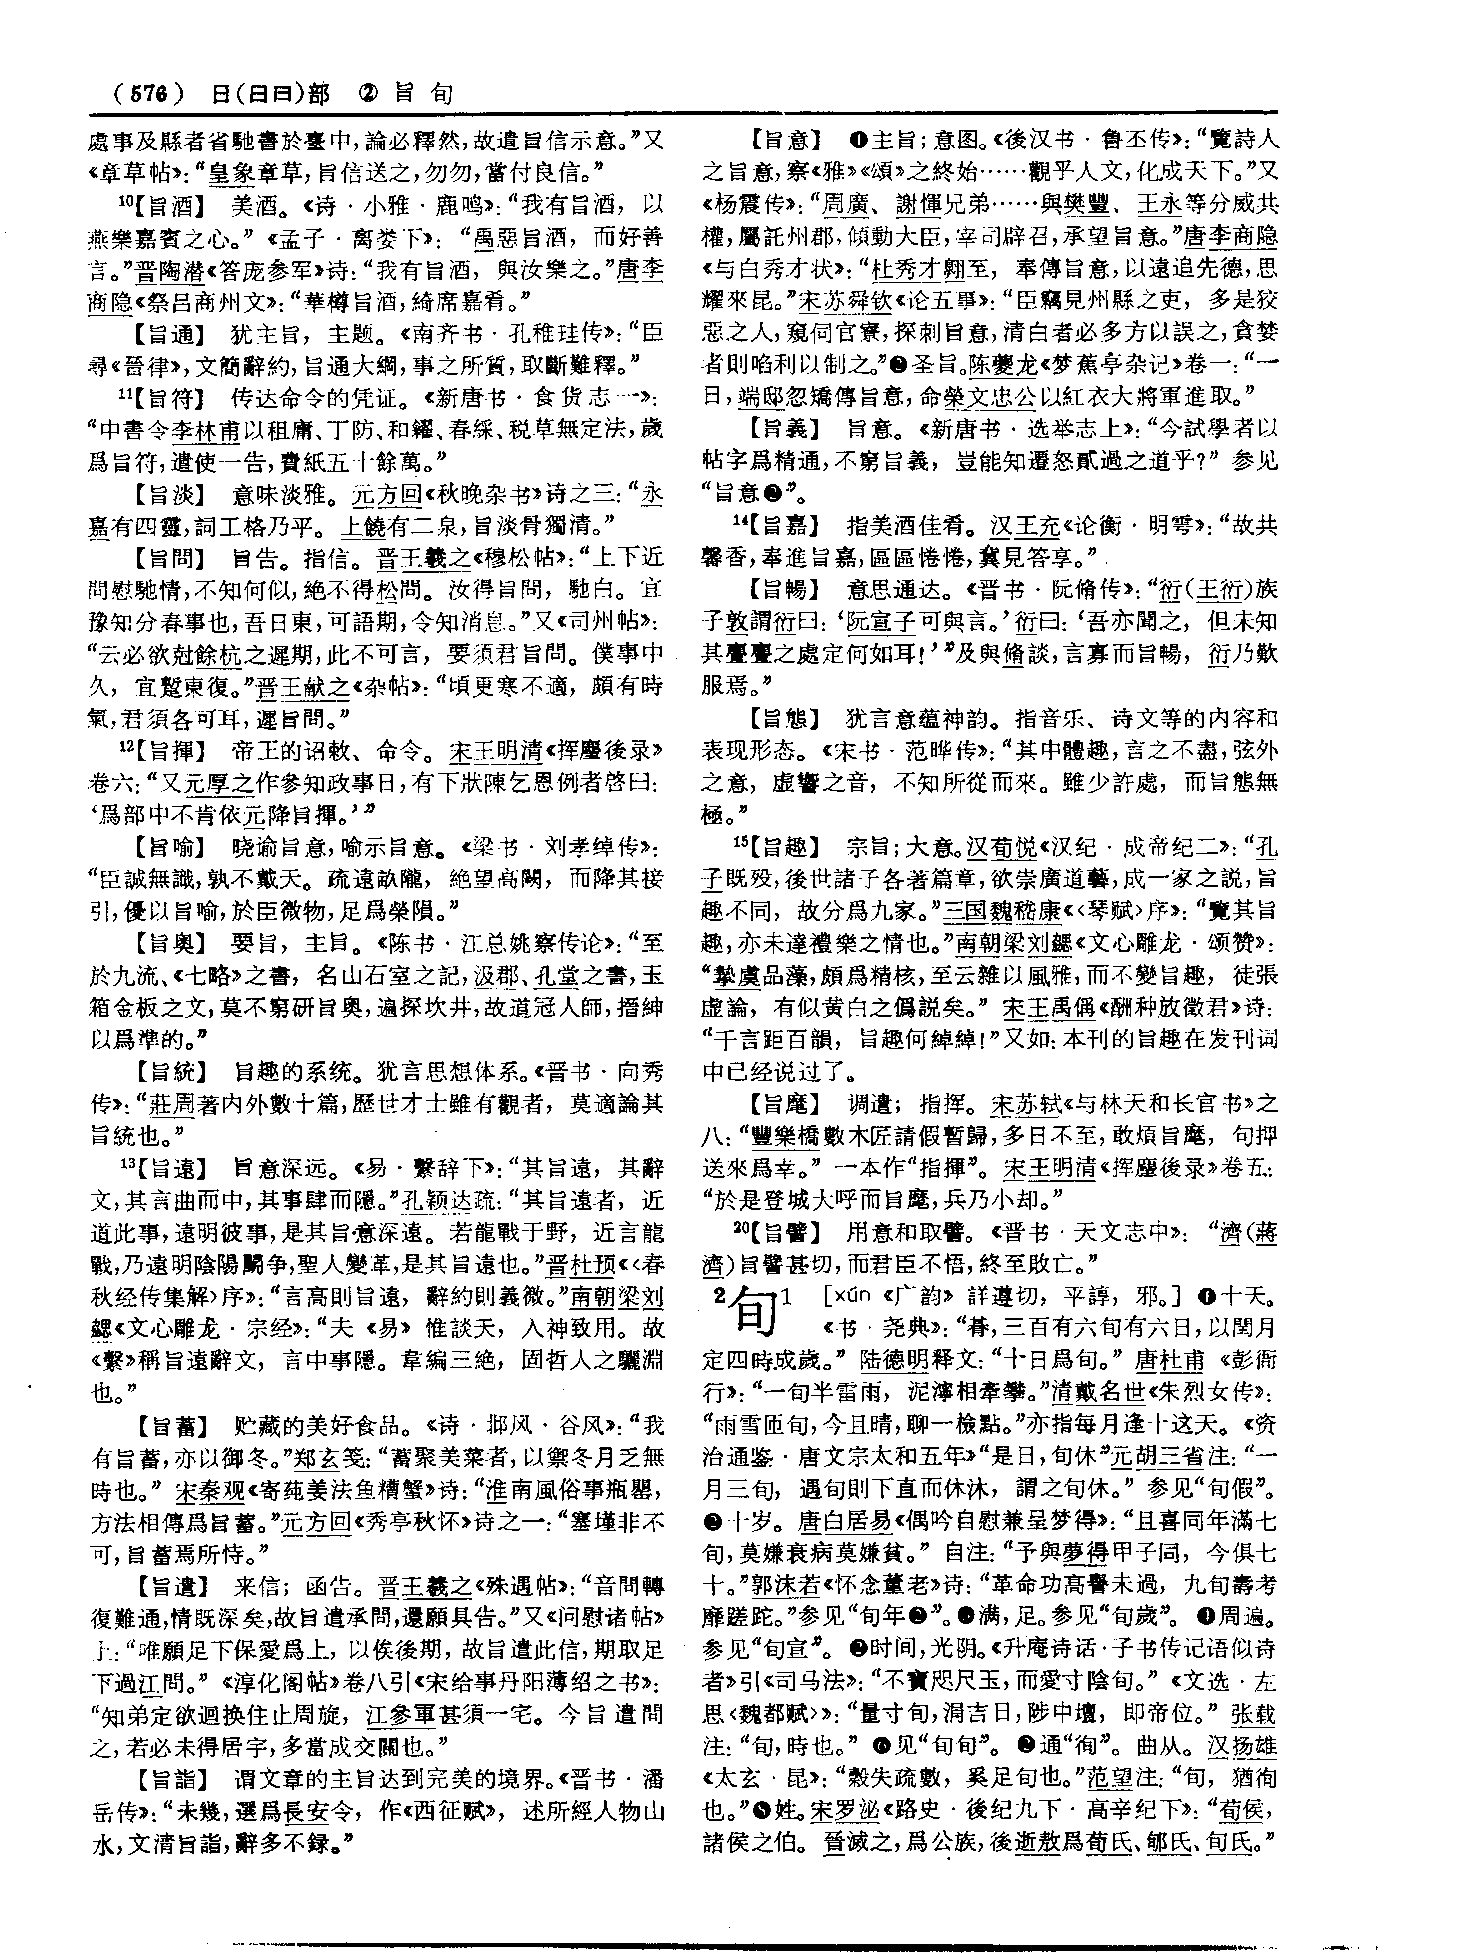 (576) 日(日曰)部 ② 旨 旬
處事及縣者省馳書於臺中，論必釋然，故遣旨信示意。”又
《章草帖》：“皇象章草，旨信送之，勿勿，當付良信。”
10【旨酒】 美酒。《诗·小雅·鹿鸣》：“我有旨酒，以
燕樂嘉賓之心。”《孟子·离娄下》：“禹惡旨酒，而好善
言。”晋陶潜《答庞参军》诗：“我有旨酒，與汝樂之。”唐李
商隐《祭吕商州文》：“華樽旨酒，綺席嘉肴。”
【旨通】 犹主旨，主题。《南齐书·孔稚珪传》：“臣
尋《晉律》，文簡辭約，旨通大綱，事之所質，取斷難釋。”
11【旨符】 传达命令的凭证。《新唐书·食货志一》：
“中書令李林甫以租庸、丁防、和糴、春綵、税草無定法，歲
爲旨符，遣使一告，費紙五十餘萬。”
【旨淡】 意味淡雅。元方回《秋晚杂书》诗之三：“永
嘉有四靈，詞工格乃平。上饒有二泉，旨淡骨獨清。”
【旨問】 旨告。指信。晋王羲之《穆松帖》：“上下近
問慰馳情，不知何似，絶不得松問。汝得旨問，馳白。宜
豫知分春事也，吾日東，可語期，令知消息。”又《司州帖》：
“云必欲尅餘杭之遲期，此不可言，要須君旨問。僕事中
久，宜蹔東復。”晋王献之《杂帖》：“頃更寒不適，頗有時
氣，君須各可耳，遲旨問。”
12【旨揮】 帝王的诏敕、命令。宋王明清《挥麈後录》
卷六：“又元厚之作參知政事日，有下狀陳乞恩例者啓曰：
‘爲部中不肯依元降旨揮。’”
【旨喻】 晓谕旨意，喻示旨意。《梁书·刘孝绰传》：
“臣誠無識，孰不戴天。疏遠畝隴，絶望高闕，而降其接
引，優以旨喻，於臣微物，足爲榮隕。”
【旨奥】 要旨，主旨。《陈书·江总姚察传论》：“至
於九流、《七略》之書，名山石室之記，汲郡、孔堂之書，玉
箱金板之文，莫不窮研旨奥，遍探坎井，故道冠人師，搢紳
以爲準的。”
【旨統】 旨趣的系统。犹言思想体系。《晋书·向秀
传》：“莊周著内外數十篇，歷世才士雖有觀者，莫適論其
旨統也。”
13【旨遠】 旨意深远。《易·繫辞下》：“其旨遠，其辭
文，其言曲而中，其事肆而隱。”孔颖达疏：“其旨遠者，近
道此事，遠明彼事，是其旨意深遠。若龍戰于野，近言龍
戰，乃遠明陰陽鬭争，聖人變革，是其旨遠也。”晋杜预《〈春
秋经传集解〉序》：“言高則旨遠，辭約則義微。”南朝梁刘
勰《文心雕龙·宗经》：“夫《易》惟談天，入神致用。故
《繫》稱旨遠辭文，言中事隱。韋編三絶，固哲人之驪淵
也。”
【旨蓄】 贮藏的美好食品。《诗·邶风·谷风》：“我
有旨蓄，亦以御冬。”郑玄笺：“蓄聚美菜者，以禦冬月乏無
時也。”宋秦观《寄莼姜法鱼糟蟹》诗：“淮南風俗事瓶罌，
方法相傳爲旨蓄。”元方回《秀亭秋怀》诗之一：“塞墐非不
可，旨蓄焉所恃。”
【旨遣】 来信；函告。晋王羲之《殊遇帖》：“音問轉
復難通，情既深矣，故旨遣承問，還願具告。”又《问慰诸帖》
上：“唯願足下保愛爲上，以俟後期，故旨遣此信，期取足
下過江問。”《淳化阁帖》卷八引《宋给事丹阳薄绍之书》：
“知弟定欲迴换住止周旋，江參軍甚須一宅。今旨遣問
之，若必未得居宇，多當成交關也。”
【旨詣】 谓文章的主旨达到完美的境界。《晋书·潘
岳传》：“未幾，選爲長安令，作《西征赋》，述所經人物山
水，文清旨詣，辭多不録。”
【旨意】 ❶主旨；意图。《後汉书·鲁丕传》：“覽詩人
之旨意，察《雅》《頌》之終始……觀乎人文，化成天下。”又
《杨震传》：“周廣、謝惲兄弟……與樊豐、王永等分威共
權，屬託州郡，傾動大臣，宰司辟召，承望旨意。”唐李商隐
《与白秀才状》：“杜秀才翺至，奉傳旨意，以遠追先德，思
耀來昆。”宋苏舜钦《论五事》：“臣竊見州縣之吏，多是狡
惡之人，窺伺官寮，探刺旨意，清白者必多方以誤之，貪婪
者則啗利以制之。”❷圣旨。陈夔龙《梦蕉亭杂记》卷一：“一
日，端邸忽矯傳旨意，命榮文忠公以紅衣大將軍進取。”
【旨義】 旨意。《新唐书·选举志上》：“今試學者以
帖字爲精通，不窮旨義，豈能知遷怒貳過之道乎？”参见
“旨意❷”。
14【旨嘉】 指美酒佳肴。汉王充《论衡·明雩》：“故共
馨香，奉進旨嘉，區區惓惓，冀見答享。”
【旨暢】 意思通达。《晋书·阮脩传》：“衍(王衍)族
子敦謂衍曰：‘阮宣子可與言。’衍曰：‘吾亦聞之，但未知
其亹亹之處定何如耳！’”及與脩談，言寡而旨暢，衍乃歎
服焉。”
【旨態】 犹言意蕴神韵。指音乐、诗文等的内容和
表现形态。《宋书·范晔传》：“其中體趣，言之不盡，弦外
之意，虚響之音，不知所從而來。雖少許處，而旨態無
極。”
15【旨趣】 宗旨；大意。汉荀悦《汉纪·成帝纪二》：“孔
子既殁，後世諸子各著篇章，欲崇廣道藝，成一家之説，旨
趣不同，故分爲九家。”三国魏嵇康《〈琴赋〉序》：“覽其旨
趣，亦未達禮樂之情也。”南朝梁刘勰《文心雕龙·颂赞》：
“摯虞品藻，頗爲精核，至云雜以風雅，而不變旨趣，徒張
虚論，有似黄白之僞説矣。”宋王禹偁《酬种放徵君》诗：
“千言距百韻，旨趣何綽綽！”又如：本刊的旨趣在发刊词
中已经说过了。
【旨麾】 调遣；指挥。宋苏轼《与林天和长官书》之
八：“豐樂橋數木匠請假暫歸，多日不至，敢煩旨麾，句押
送來爲幸。”一本作“指揮”。宋王明清《挥麈後录》卷五：
“於是登城大呼而旨麾，兵乃小却。”
20【旨譬】 用意和取譬。《晋书·天文志中》：“濟(蔣
濟)旨譬甚切，而君臣不悟，終至敗亡。”
2旬1 [xún《广韵》詳遵切，平諄，邪。] ❶十天。
《书·尧典》：“朞，三百有六旬有六日，以閏月
定四時成歲。”陆德明释文：“十日爲旬。”唐杜甫《彭衙
行》：“一旬半雷雨，泥濘相牽攀。”清戴名世《朱烈女传》：
“雨雪匝旬，今且晴，聊一檢點。”亦指每月逢十这天。《资
治通鉴·唐文宗太和五年》“是日，旬休”元胡三省注：“一
月三旬，遇旬則下直而休沐，謂之旬休。”参见“旬假”。
❷十岁。唐白居易《偶吟自慰兼呈梦得》：“且喜同年滿七
旬，莫嫌衰病莫嫌貧。”自注：“予與夢得甲子同，今俱七
十。”郭沫若《怀念董老》诗：“革命功高譽未過，九旬壽考
靡蹉跎。”参见“旬年❷”。❸满，足。参见“旬歲”。❹周遍。
参见“旬宣”。❺时间，光阴。《升庵诗话·子书传记语似诗
者》引《司马法》：“不寶咫尺玉，而愛寸陰旬。”《文选·左
思〈魏都赋〉》：“量寸旬，涓吉日，陟中壇，即帝位。”张载
注：“旬，時也。”❻见“旬旬”。❼通“徇”。曲从。汉扬雄
《太玄·昆》：“穀失疏數，奚足旬也。”范望注：“旬，猶徇
也。”❽姓。宋罗泌《路史·後纪九下·高辛纪下》：“荀侯，
諸侯之伯。晉滅之，爲公族，後逝敖爲荀氏、郇氏、旬氏。”